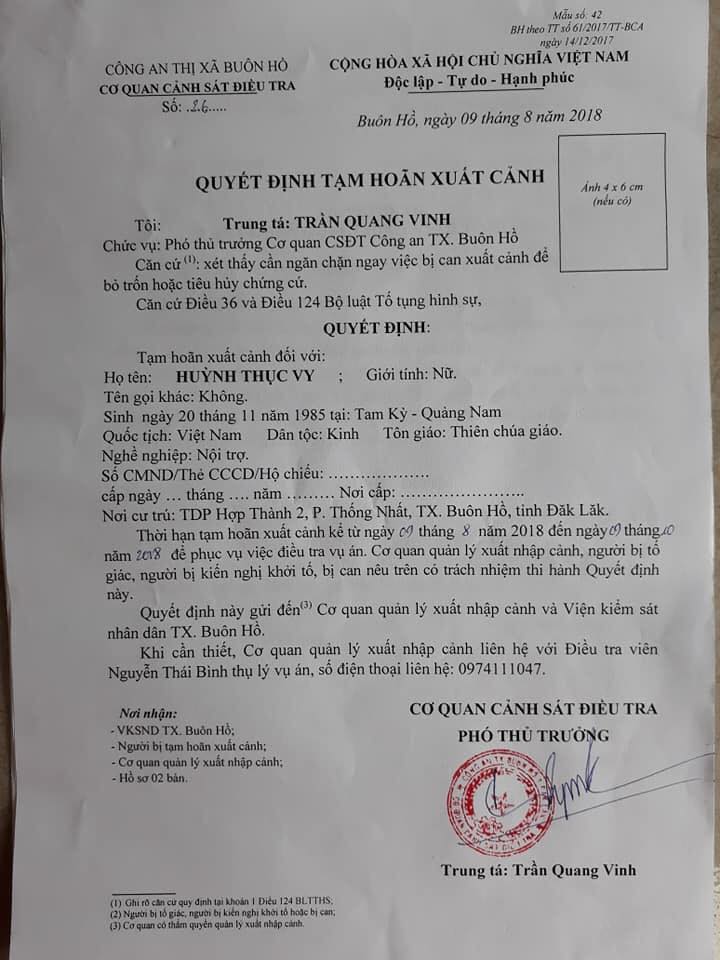 Mẫu số. 42
BH theo TT số 61/2017/TT-BCA
ngày 14/12/2017
CÔNG AN THỊ XÃ BUÔN HỒ
CƠ QUAN CẢNH SÁT ĐIỀU TRA
Số: .26.....
CỘNG HÒA XÃ HỘI CHỦ NGHĨA VIỆT NAM
Độc lập - Tự do - Hạnh phúc
Buôn Hồ, ngày 09 tháng 8 năm 2018
Ảnh 4 x 6 cm
(nếu có)
QUYẾT ĐỊNH TẠM HOÃN XUẤT CẢNH
Tôi: Trung tá: TRẦN QUANG VINH
Chức vụ: Phó thủ trưởng Cơ quan CSĐT Công an TX. Buôn Hồ
Căn cứ (1): xét thấy cần ngăn chặn ngay việc bị can xuất cảnh để
bỏ trốn hoặc tiêu hủy chứng cứ.
Căn cứ Điều 36 và Điều 124 Bộ luật Tố tụng hình sự,
QUYẾT ĐỊNH:
Tạm hoãn xuất cảnh đối với:
Họ tên: HUỲNH THỤC VY ; Giới tính: Nữ.
Tên gọi khác: Không.
Sinh ngày 20 tháng 11 năm 1985 tại: Tam Kỳ - Quảng Nam
Quốc tịch: Việt Nam Dân tộc: Kinh Tôn giáo: Thiên chúa giáo.
Nghề nghiệp: Nội trợ.
Số CMND/Thẻ CCCD/Hộ chiếu: ……………….
cấp ngày … tháng …. năm ……… Nơi cấp: …………………..
Nơi cư trú: TDP Hợp Thành 2, P. Thống Nhất, TX. Buôn Hồ, tỉnh Đăk Lăk.
Thời hạn tạm hoãn xuất cảnh kể từ ngày 09 tháng 8 năm 2018 đến ngày 09 tháng 10
năm 2018 để phục vụ việc điều tra vụ án. Cơ quan quản lý xuất nhập cảnh, người bị tố
giác, người bị kiến nghị khởi tố, bị can nêu trên có trách nhiệm thi hành Quyết định
này.
Quyết định này gửi đến(3) Cơ quan quản lý xuất nhập cảnh và Viện kiểm sát
nhân dân TX. Buôn Hồ.
Khi cần thiết, Cơ quan quản lý xuất nhập cảnh liên hệ với Điều tra viên
Nguyễn Thái Bình thụ lý vụ án, số điện thoại liên hệ: 0974111047.
Nơi nhận:
- VKSND TX. Buôn Hồ;
- Người bị tạm hoãn xuất cảnh;
- Cơ quan quản lý xuất nhập cảnh;
- Hồ sơ 02 bản.
CƠ QUAN CẢNH SÁT ĐIỀU TRA
PHÓ THỦ TRƯỞNG
Trung tá: Trần Quang Vinh
(1) Ghi rõ căn cứ quy định tại khoản 1 Điều 124 BLTTHS;
(2) Người bị tố giác, người bị kiến nghị khởi tố hoặc bị can;
(3) Cơ quan có thẩm quyền quản lý xuất nhập cảnh.